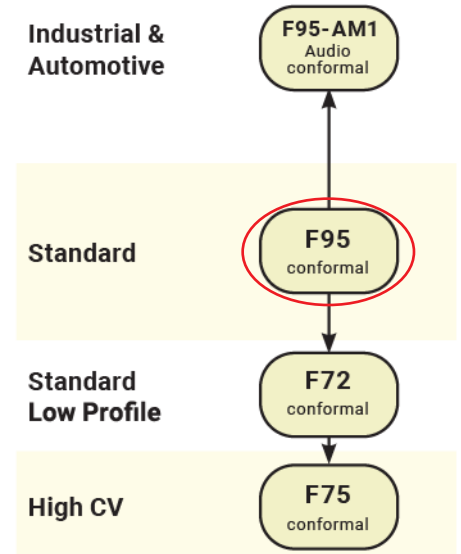 Industrial &
Automotive
F95-AM1
Audio
conformal
Standard
F95
conformal
Standard
Low Profile
F72
conformal
High CV
F75
conformal